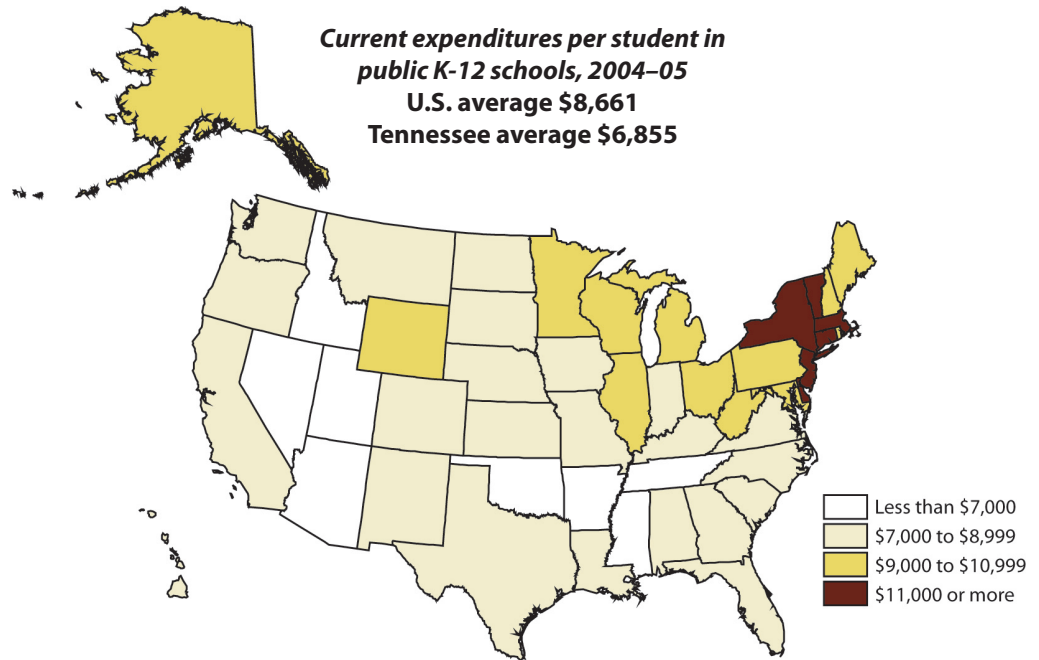 Current expenditures per student in
public K-12 schools, 2004–05
U.S. average $8,661
Tennessee average $6,855
Less than $7,000
$7,000 to $8,999
$9,000 to $10,999
$11,000 or more